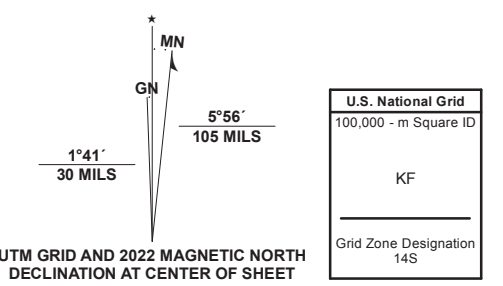 ★
MN
GN
5°56´
105 MILS
1°41´
30 MILS
UTM GRID AND 2022 MAGNETIC NORTH
DECLINATION AT CENTER OF SHEET
U.S. National Grid
100,000 - m Square ID
KF
Grid Zone Designation
14S